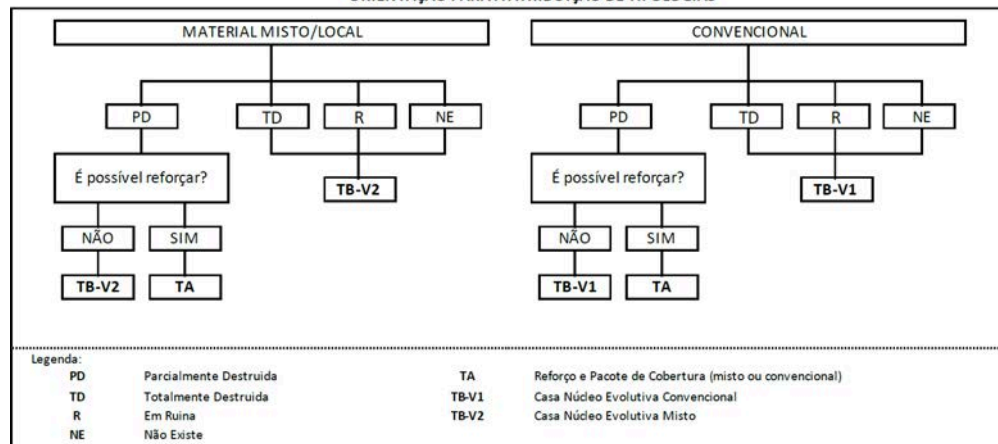 MATERIAL MISTO/LOCAL
CONVENCIONAL
PD
TD
R
NE
PD
TD
R
NE
É possível reforçar?
TB-V2
É possível reforçar?
TB-V1
NÃO
SIM
NÃO
SIM
TB-V2
TA
TB-V1
TA
Legenda:
PD Parcialmente Destruida TA Reforço e Pacote de Cobertura (misto ou convencional)
TD Totalmente Destruida TB-V1 Casa Núcleo Evolutiva Convencional
R Em Ruina TB-V2 Casa Núcleo Evolutiva Misto
NE Não Existe